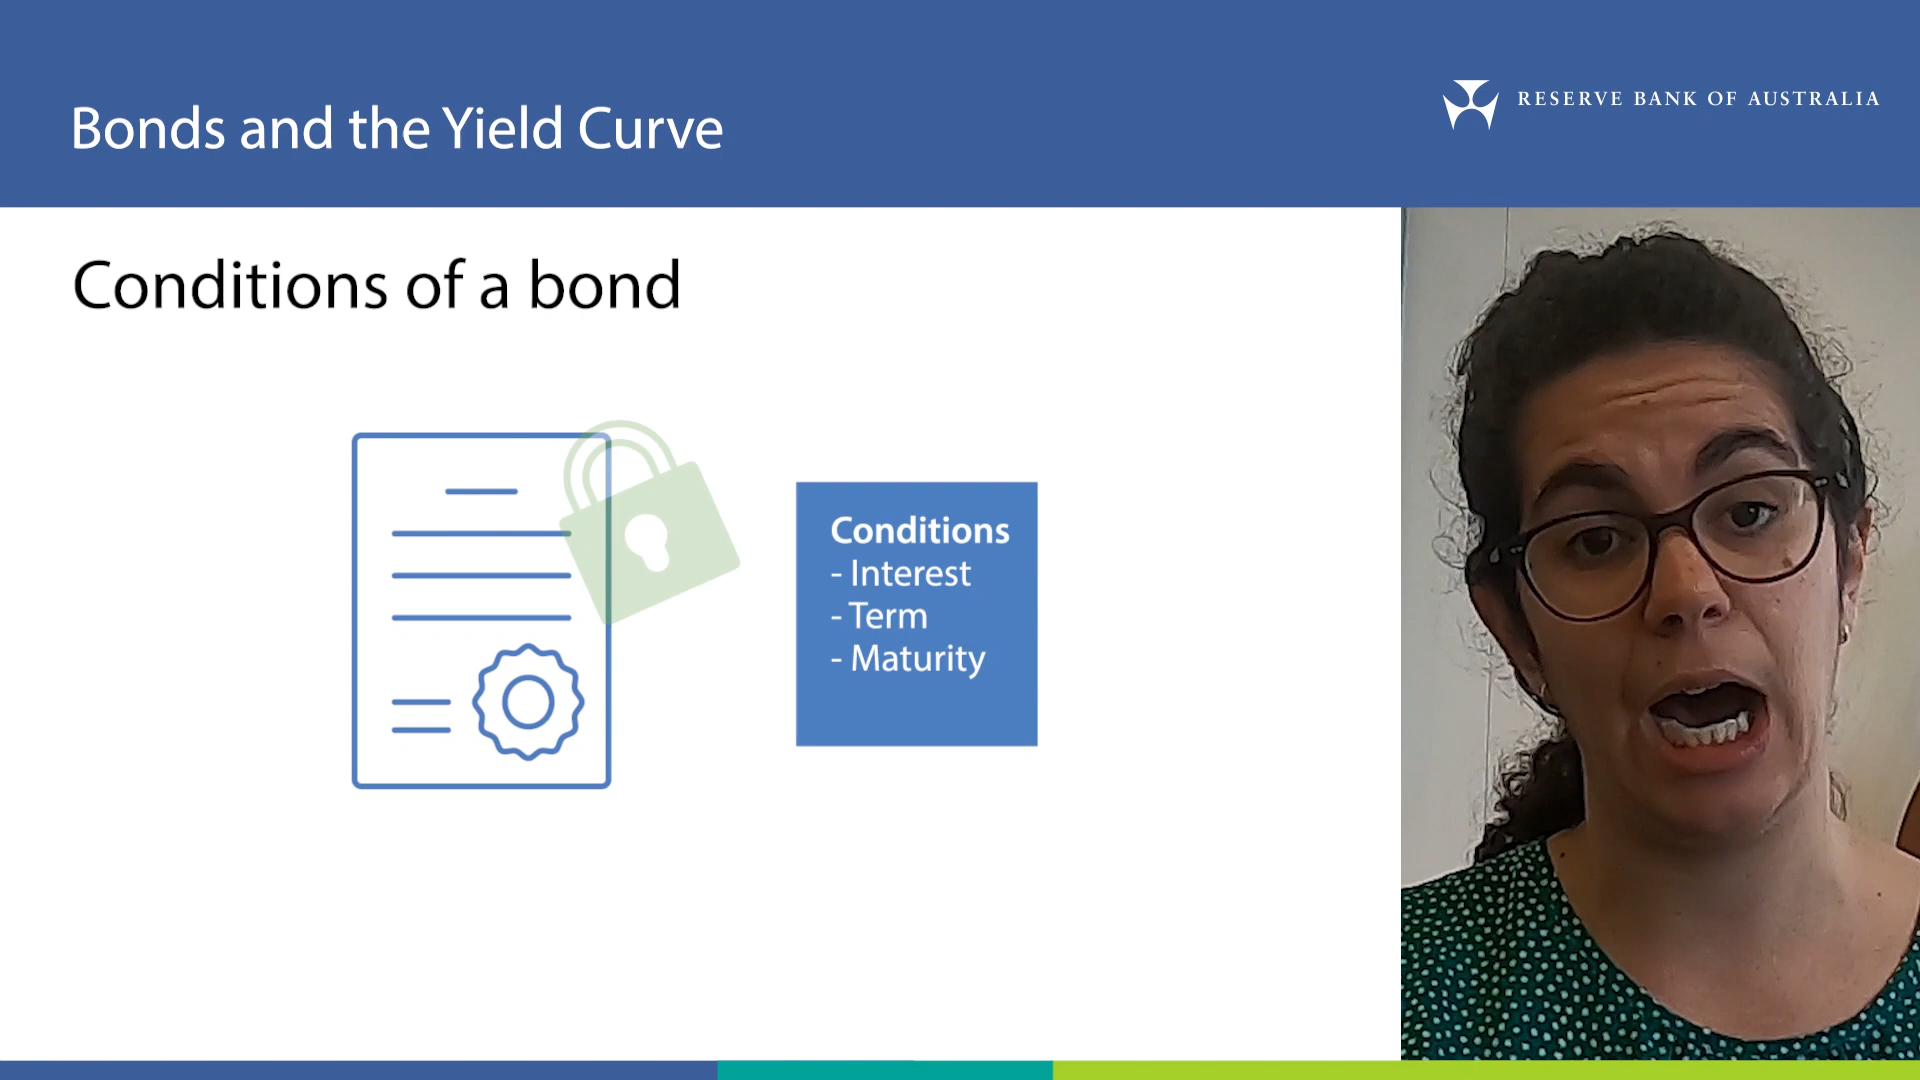 Bonds and the Yield Curve
RESERVE BANK OF AUSTRALIA
Conditions of a bond
Conditions
- Interest
- Term
- Maturity